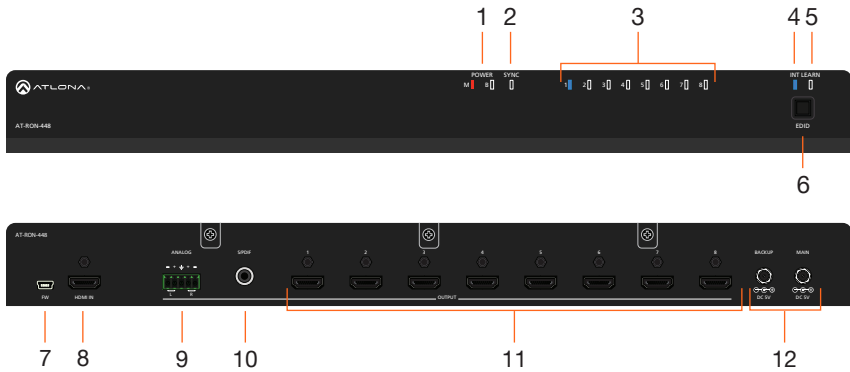 1 2 3 4 5
POWER SYNC INT LEARN
M B 1 2 3 4 5 6 7 8
ATLONA®
AT-RON-448 EDID
6
AT-RON-448 ANALOG S/PDIF 1 2 3 4 5 6 7 8 BACKUP MAIN
- + + -
FW HDMI IN L R OUTPUT DC 5V DC 5V
7 8 9 10 11 12